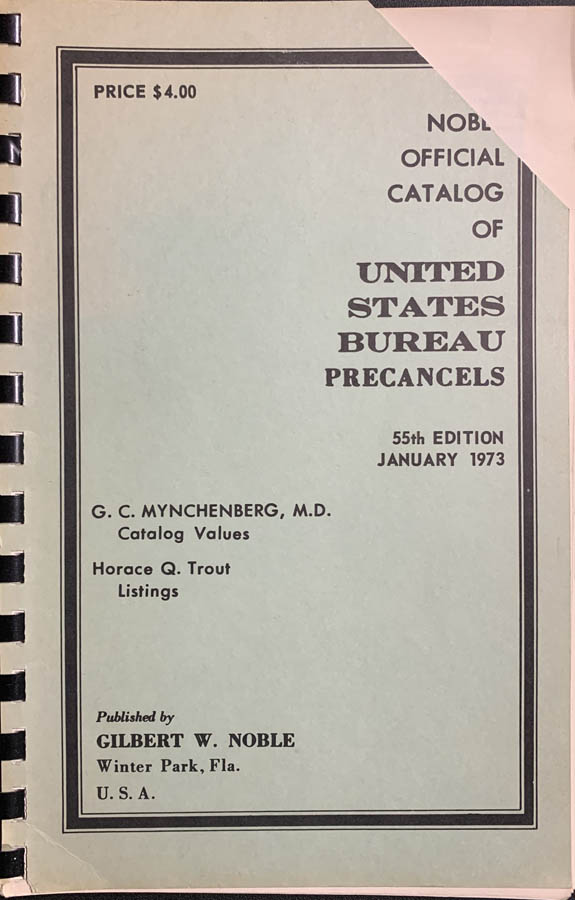 PRICE $4.00
NOBL
OFFICIAL
CATALOG
OF
UNITED
STATES
BUREAU
PRECANCELS
55th EDITION
JANUARY 1973
G. C. MYNCHENBERG, M.D.
Catalog Values
Horace Q. Trout
Listings
Published by
GILBERT W. NOBLE
Winter Park, Fla.
U. S. A.